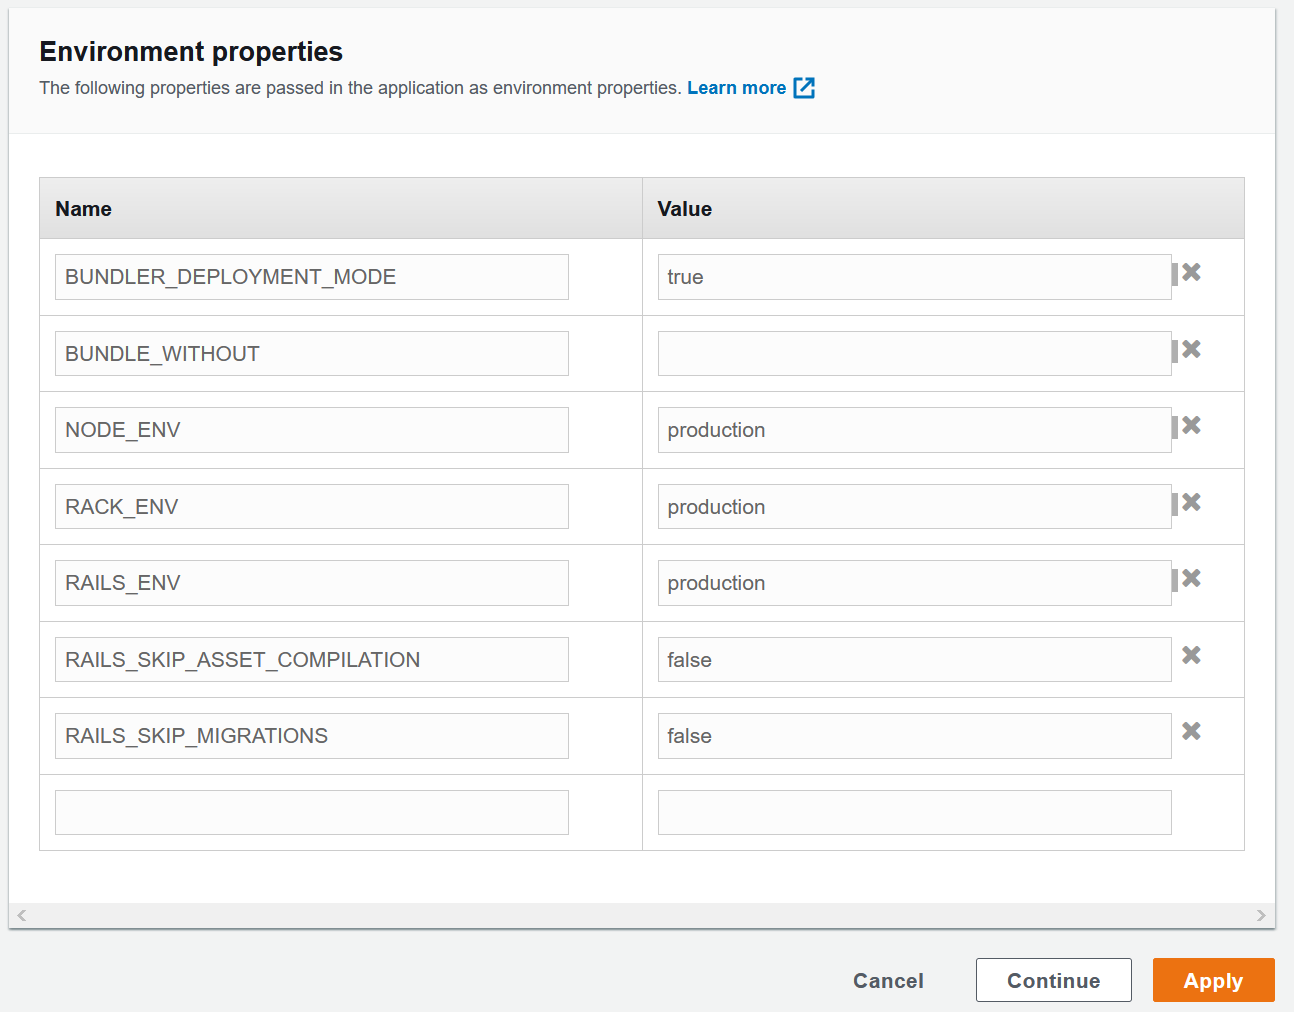 Environment properties
The following properties are passed in the application as environment properties. Learn more
Name Value
BUNDLER_DEPLOYMENT_MODE true
BUNDLE_WITHOUT
NODE_ENV production
RACK_ENV production
RAILS_ENV production
RAILS_SKIP_ASSET_COMPILATION false
RAILS_SKIP_MIGRATIONS false
Cancel Continue Apply